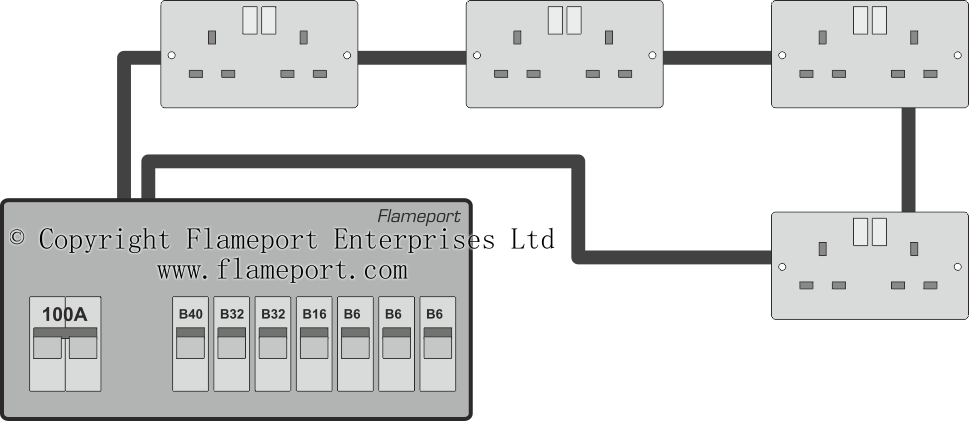 Flameport
© Copyright Flameport Enterprises Ltd
www.flameport.com
100A B40 B32 B32 B16 B6 B6 B6